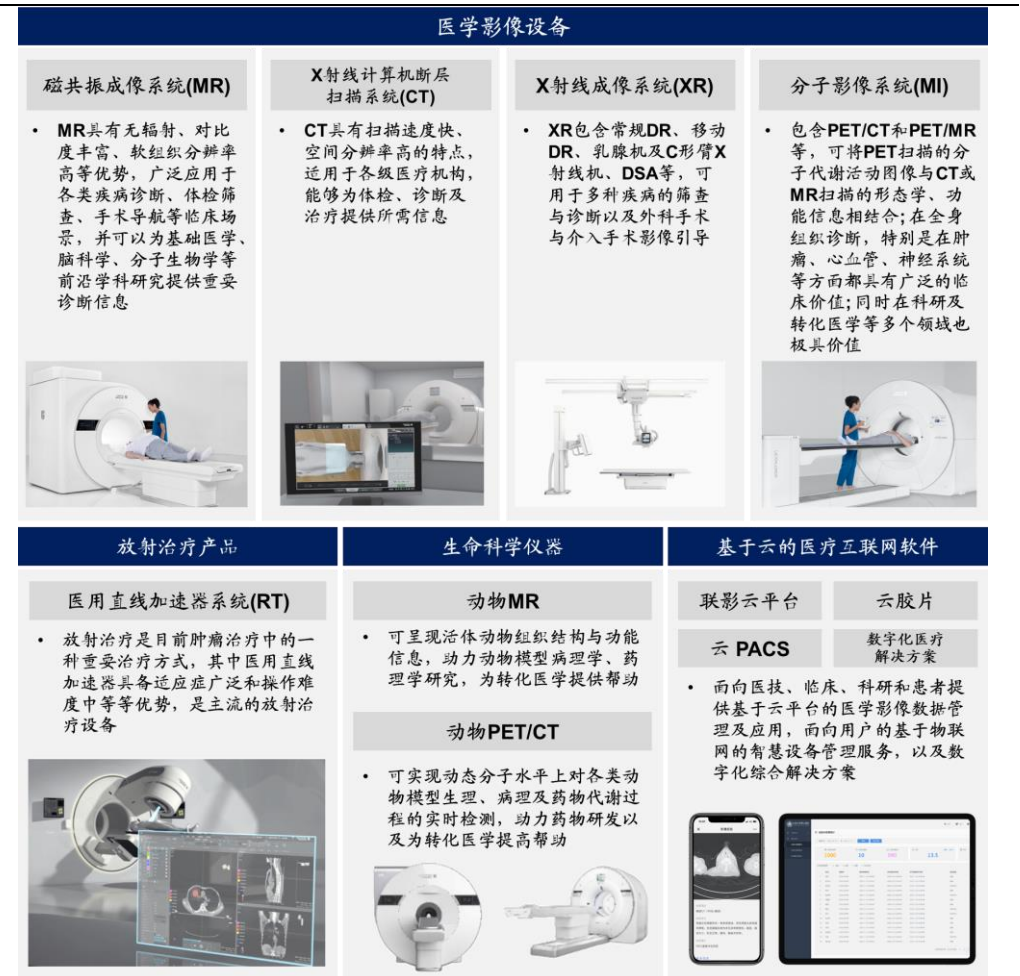 医学影像设备
磁共振成像系统(MR)
• MR具有无辐射、对比
度丰富、软组织分辨率
高等优势，广泛应用于
各类疾病诊断、体检筛
查、手术导航等临床场
景，并可以为基础医学、
脑科学、分子生物学等
前沿学科研究提供重要
诊断信息
X射线计算机断层
扫描系统(CT)
• CT具有扫描速度快、
空间分辨率高的特点，
适用于各级医疗机构，
能够为体检、诊断及
治疗提供所需信息
X射线成像系统(XR)
• XR包含常规DR、移动
DR、乳腺机及C形臂X
射线机、DSA等，可
用于多种疾病的筛查
与诊断以及外科手术
与介入手术影像引导
分子影像系统(MI)
• 包含PET/CT和PET/MR
等，可将PET扫描的分
子代谢活动图像与CT或
MR扫描的形态学、功
能信息相结合;在全身
组织诊断，特别是在肿
瘤、心血管、神经系统
等方面都具有广泛的临
床价值;同时在科研及
转化医学等多个领域也
极具价值
放射治疗产品
医用直线加速器系统(RT)
• 放射治疗是目前肿瘤治疗中的一
种重要治疗方式，其中医用直线
加速器具备适应症广泛和操作难
度中等等优势，是主流的放射治
疗设备
生命科学仪器
动物MR
• 可呈现活体动物组织结构与功能
信息，助力动物模型病理学、药
理学研究，为转化医学提供帮助
动物PET/CT
• 可实现动态分子水平上对各类动
物模型生理、病理及药物代谢过
程的实时检测，助力药物研发以
及为转化医学提高帮助
基于云的医疗互联网软件
联影云平台
云胶片
云 PACS
数字化医疗
解决方案
• 面向医技、临床、科研和患者提
供基于云平台的医学影像数据管
理及应用，面向用户的基于物联
网的智慧设备管理服务，以及数
字化综合解决方案